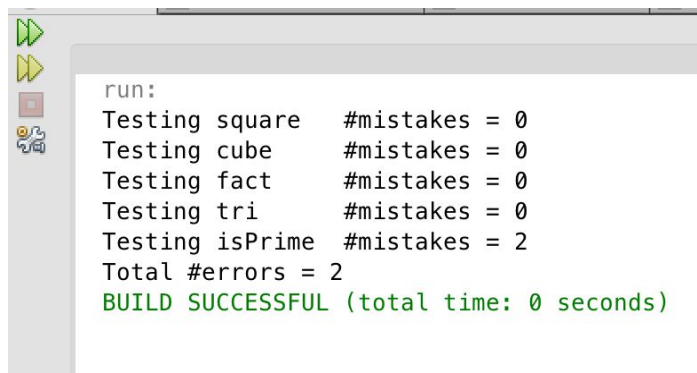 run:
Testing square   #mistakes = 0
Testing cube     #mistakes = 0
Testing fact     #mistakes = 0
Testing tri      #mistakes = 0
Testing isPrime  #mistakes = 2
Total #errors = 2
BUILD SUCCESSFUL (total time: 0 seconds)